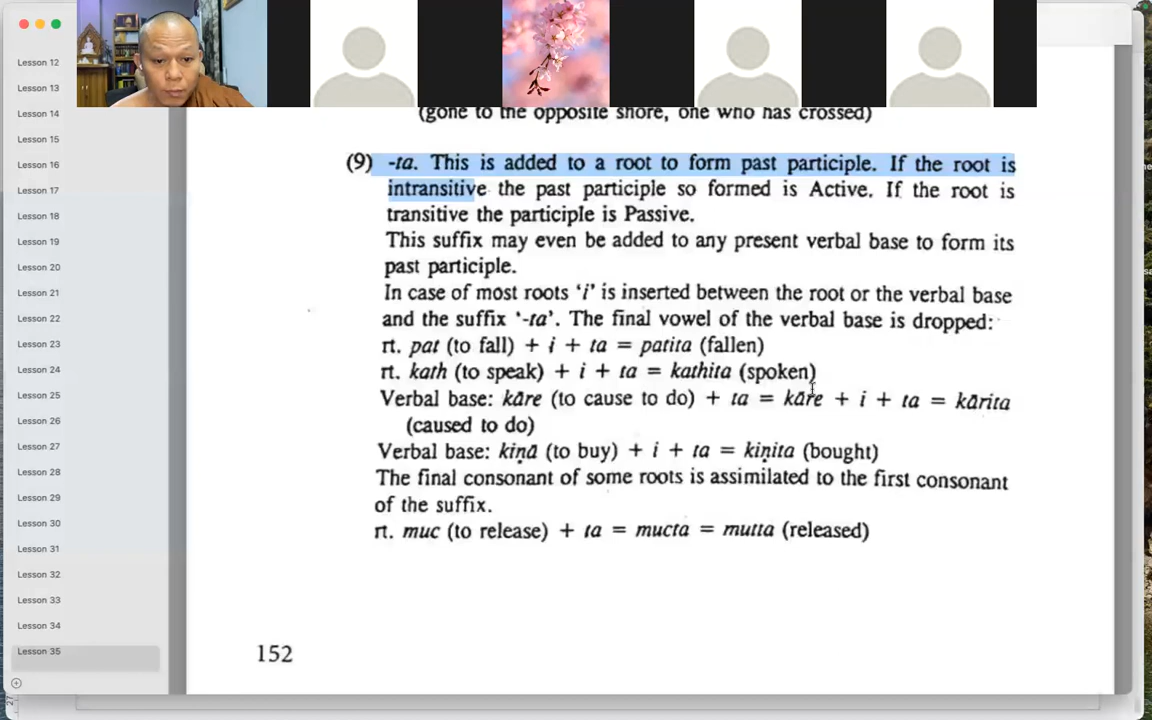 Lesson 12
Lesson 13
Lesson 14
Lesson 15
Lesson 16
Lesson 17
Lesson 18
Lesson 19
Lesson 20
Lesson 21
Lesson 22
Lesson 23
Lesson 24
Lesson 25
Lesson 26
Lesson 27
Lesson 28
Lesson 29
Lesson 30
Lesson 31
Lesson 32
Lesson 33
Lesson 34
Lesson 35
(gone to the opposite shore, one who has crossed)
(9) -ta. This is added to a root to form past participle. If the root is
intransitive the past participle so formed is Active. If the root is
transitive the participle is Passive.
This suffix may even be added to any present verbal base to form its
past participle.
In case of most roots ‘i’ is inserted between the root or the verbal base
and the suffix ‘-ta’. The final vowel of the verbal base is dropped:
rt. pat (to fall) + i + ta = patita (fallen)
rt. kath (to speak) + i + ta = kathita (spoken)
Verbal base: kāre (to cause to do) + ta = kāre + i + ta = kārita
(caused to do)
Verbal base: kiṇā (to buy) + i + ta = kiṇita (bought)
The final consonant of some roots is assimilated to the first consonant
of the suffix.
rt. muc (to release) + ta = mucta = mutta (released)
152